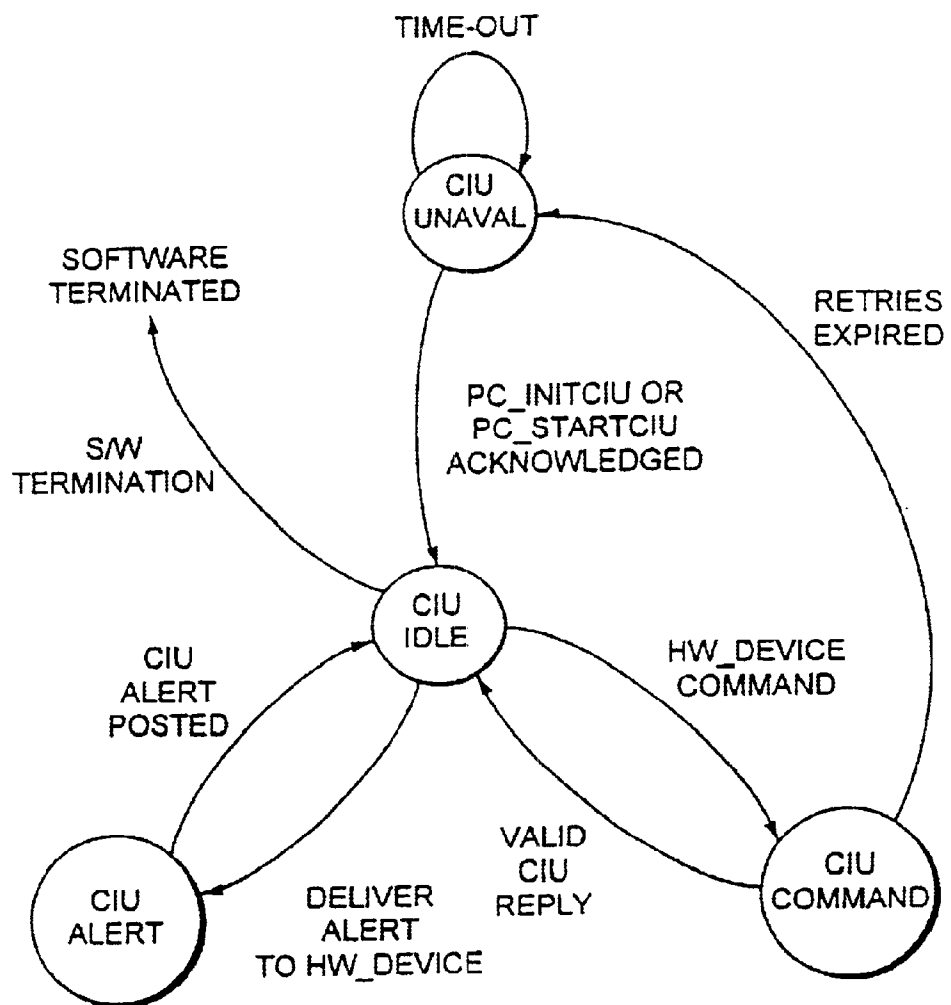 TIME-OUT
CIU
UNAVAL
SOFTWARE
TERMINATED
RETRIES
EXPIRED
PC_INITCIU OR
PC_STARTCIU
ACKNOWLEDGED
S/W
TERMINATION
CIU
IDLE
HW_DEVICE
COMMAND
CIU
ALERT
POSTED
VALID
CIU
REPLY
CIU
COMMAND
CIU
ALERT
DELIVER
ALERT
TO HW_DEVICE